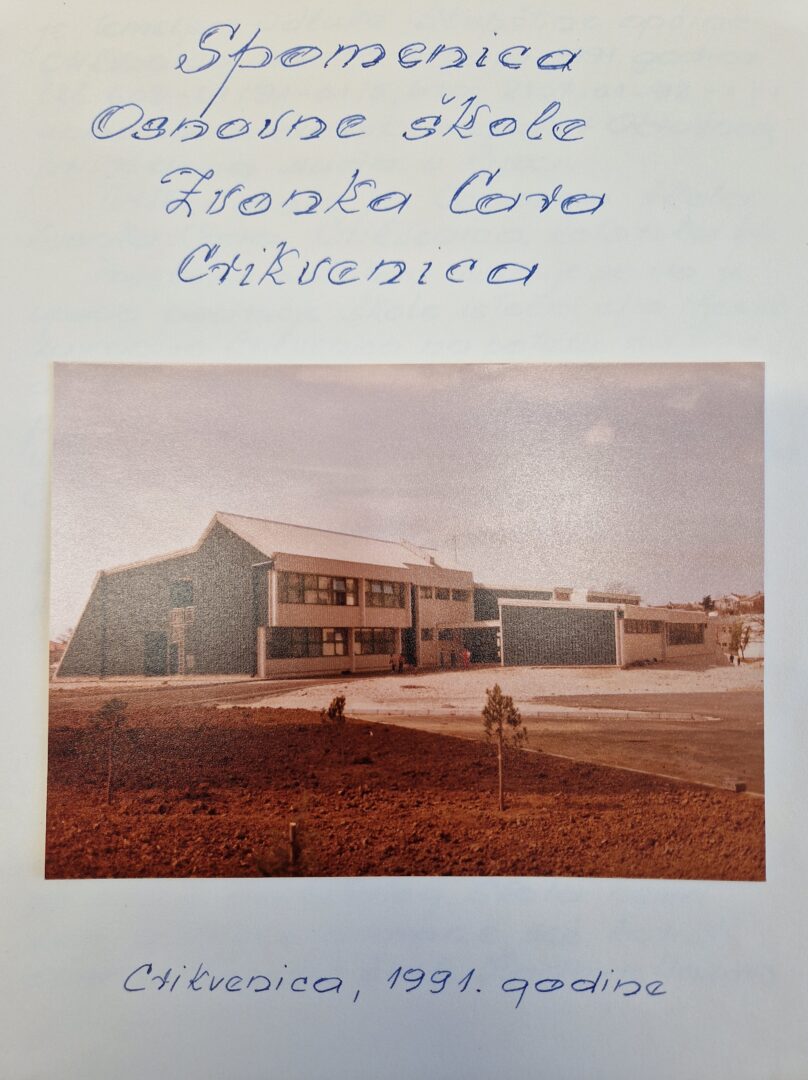 Spomenica
Osnovne škole
Zvonka Cara
Crikvenica
Crikvenica, 1991. godine